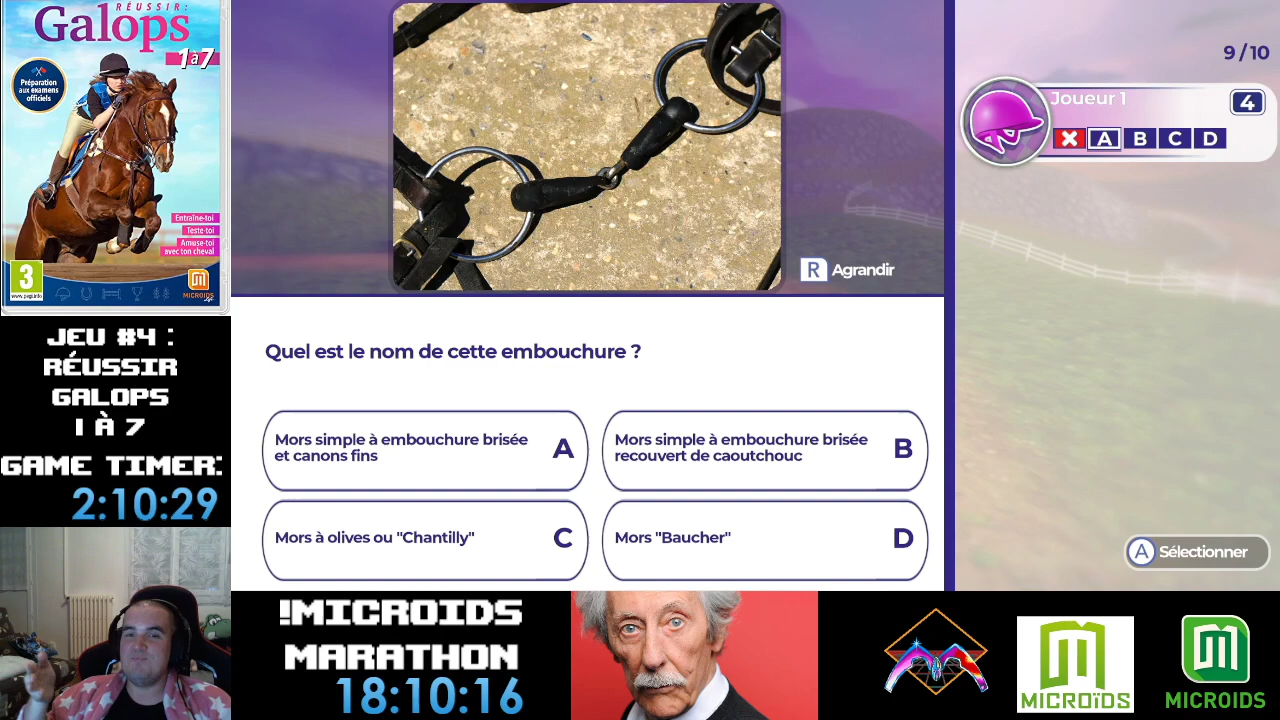 RÉUSSIR:
Galops
1 à 7
Préparation
aux examens
officiels
Entraîne-toi
Teste-toi
Amuse-toi
avec ton cheval
3
www.pegi.info
MICROIDS
JEU #4 :
RÉUSSIR
GALOPS
1 À 7
GAME TIMER:
2:10:29
R Agrandir
Quel est le nom de cette embouchure ?
Mors simple à embouchure brisée
et canons fins
A
Mors simple à embouchure brisée
recouvert de caoutchouc
B
Mors à olives ou "Chantilly"
C
Mors "Baucher"
D
9 / 10
Joueur 1
4
A B C D
A Sélectionner
!MICROIDS
MARATHON
18:10:16
MICROÏDS
MICROIDS